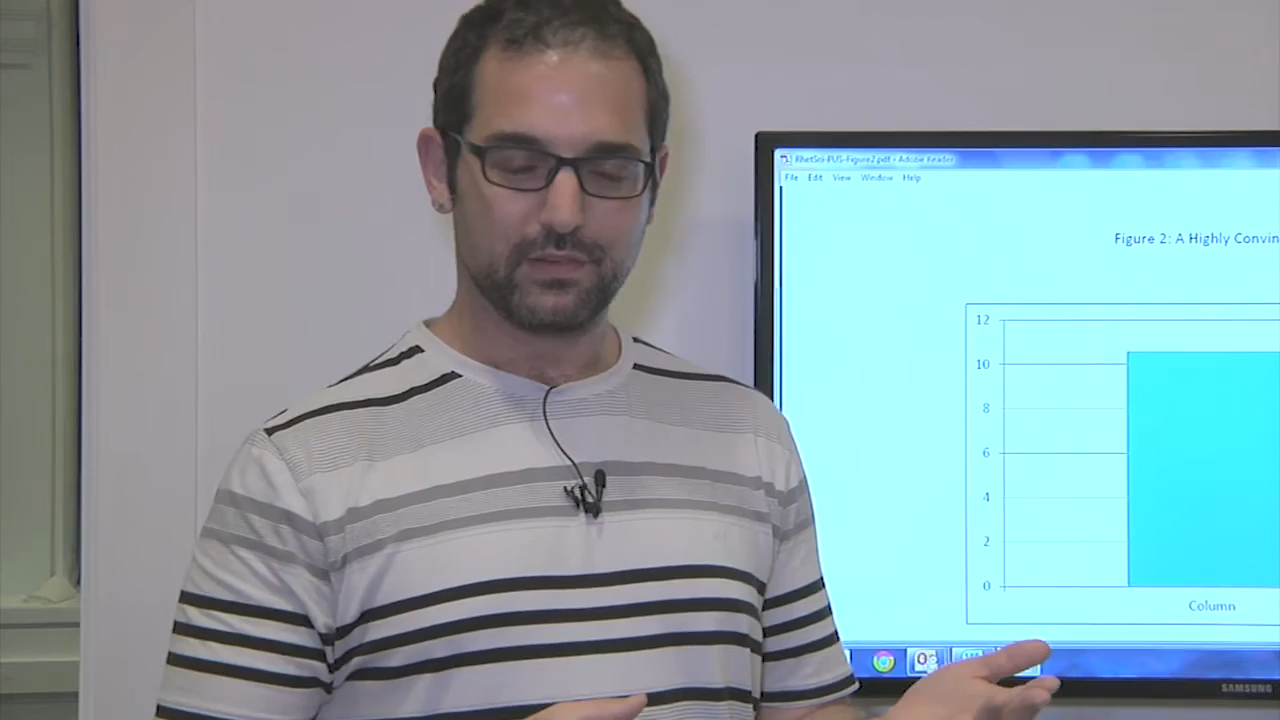 RhetSci-PUS-Figure2.pdf - Adobe Reader
File Edit View Window Help
Figure 2: A Highly Convin
12
10
8
6
4
2
0
Column
SAMSUNG